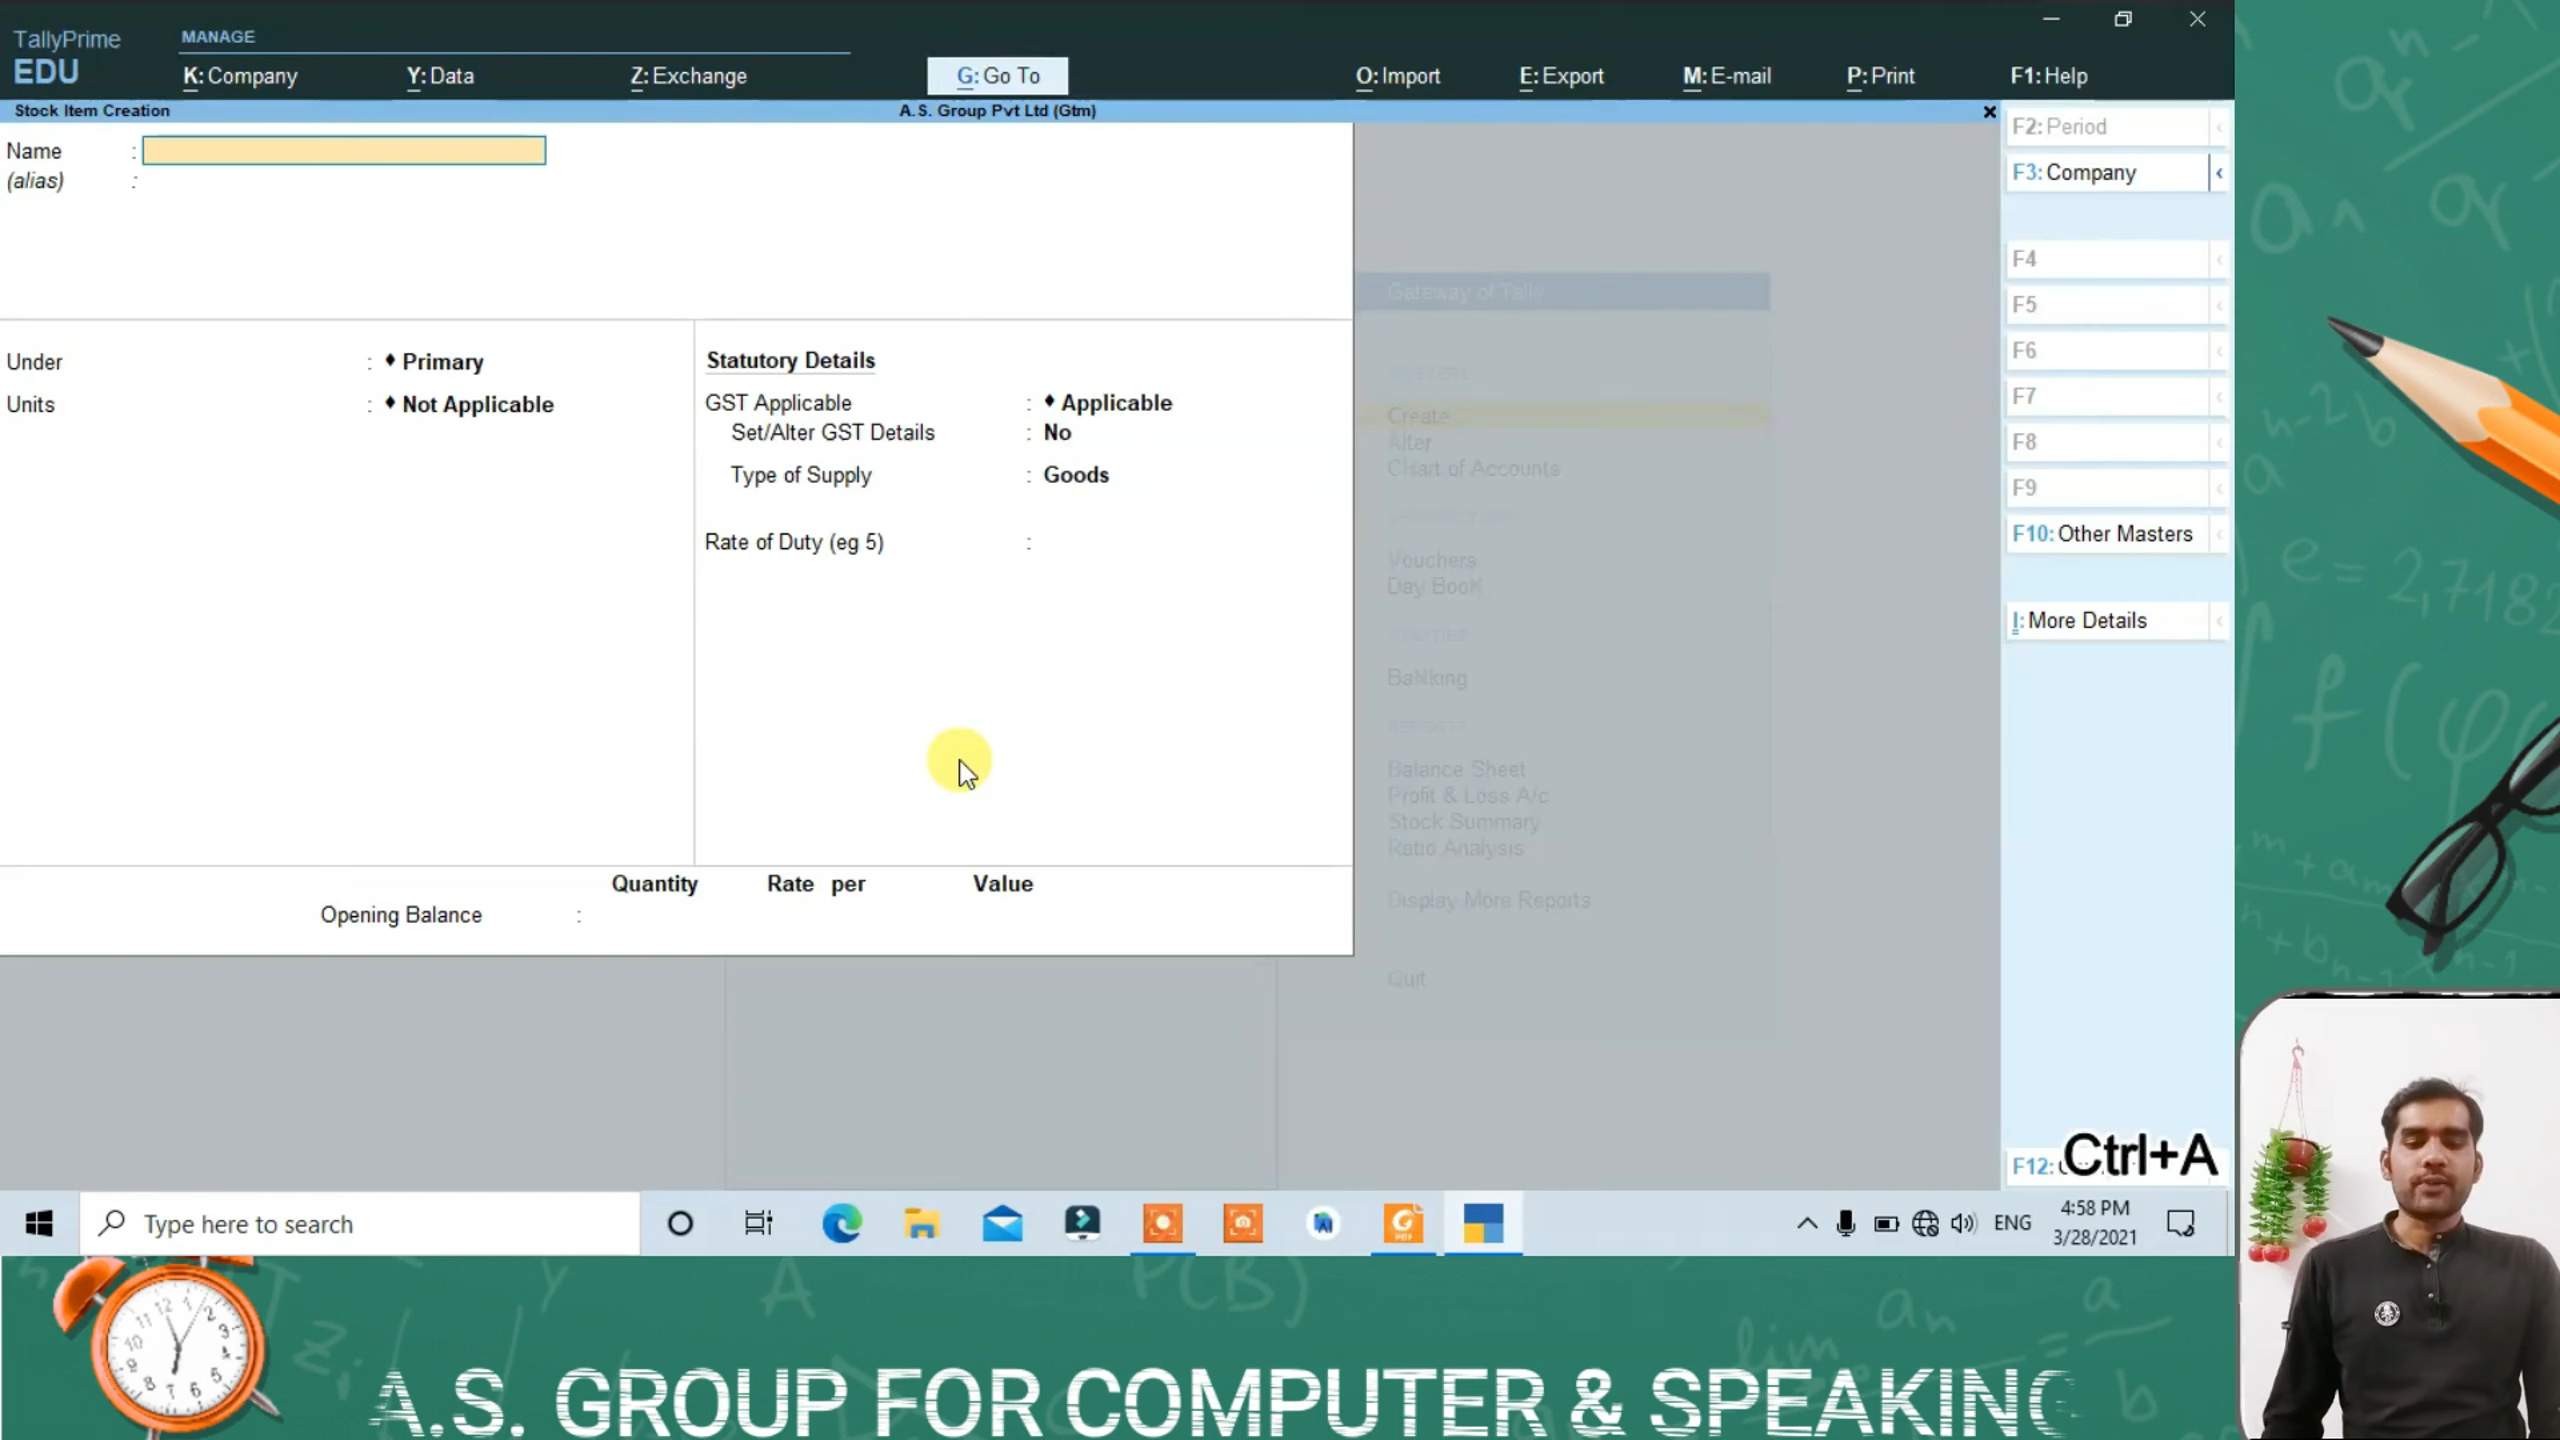 TallyPrime
EDU
MANAGE
K: Company
Y: Data
Z: Exchange
G: Go To
O: Import
E: Export
M: E-mail
P: Print
F1: Help
Stock Item Creation
A.S. Group Pvt Ltd (Gtm)
Name :
(alias) :
Under : ♦ Primary
Units : ♦ Not Applicable
Statutory Details
GST Applicable : ♦ Applicable
Set/Alter GST Details : No
Type of Supply : Goods
Rate of Duty (eg 5) :
Quantity Rate per Value
Opening Balance :
Gateway of Tally
Create
Alter
CHart of Accounts
Vouchers
Day BooK
BaNking
Balance Sheet
Profit & Loss A/c
Stock Summary
Ratio Analysis
Display More Reports
Quit
F2: Period
F3: Company
F4
F5
F6
F7
F8
F9
F10: Other Masters
I: More Details
F12:
Ctrl+A
Type here to search
ENG
4:58 PM
3/28/2021
A.S. GROUP FOR COMPUTER & SPEAKING